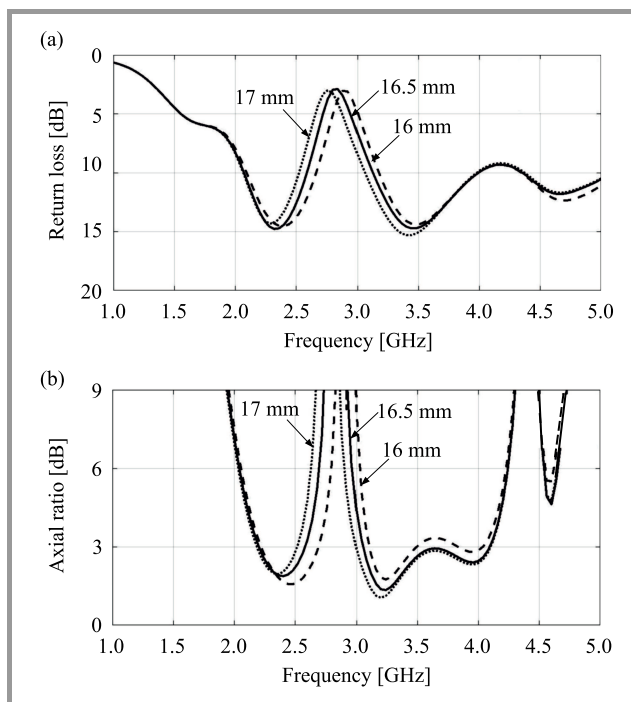 (a)
0
5
10
15
20
Return loss [dB]
17 mm
16.5 mm
16 mm
1.0 1.5 2.0 2.5 3.0 3.5 4.0 4.5 5.0
Frequency [GHz]
(b)
9
6
3
0
Axial ratio [dB]
17 mm
16.5 mm
16 mm
1.0 1.5 2.0 2.5 3.0 3.5 4.0 4.5 5.0
Frequency [GHz]